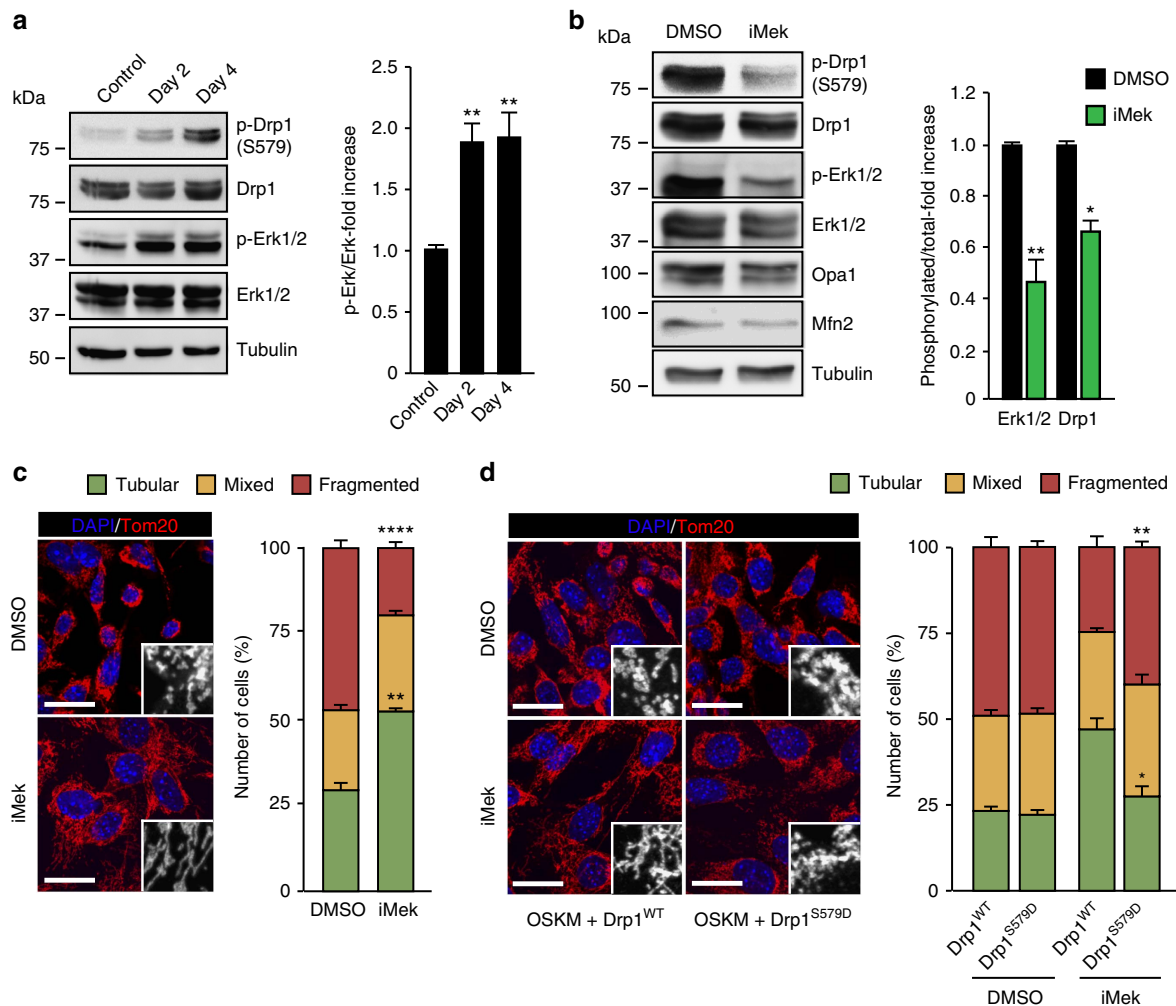 a
kDa
Control
Day 2
Day 4
75
p-Drp1
(S579)
75
Drp1
37
p-Erk1/2
37
Erk1/2
50
Tubulin
p-Erk/Erk-fold increase
2.5
2.0
1.5
1.0
0.5
0
**
**
Control
Day 2
Day 4
b
kDa
DMSO
iMek
75
p-Drp1
(S579)
75
Drp1
37
p-Erk1/2
37
Erk1/2
100
Opa1
100
Mfn2
50
Tubulin
DMSO
iMek
Phosphorylated/total-fold increase
1.2
1.0
0.8
0.6
0.4
1.2
0
**
*
Erk1/2
Drp1
c
Tubular
Mixed
Fragmented
DAPI/Tom20
DMSO
iMek
Number of cells (%)
100
75
50
25
0
****
**
DMSO
iMek
d
Tubular
Mixed
Fragmented
DAPI/Tom20
DMSO
iMek
OSKM + Drp1WT
OSKM + Drp1S579D
Number of cells (%)
100
75
50
25
0
**
*
Drp1WT
Drp1S579D
Drp1WT
Drp1S579D
DMSO
iMek